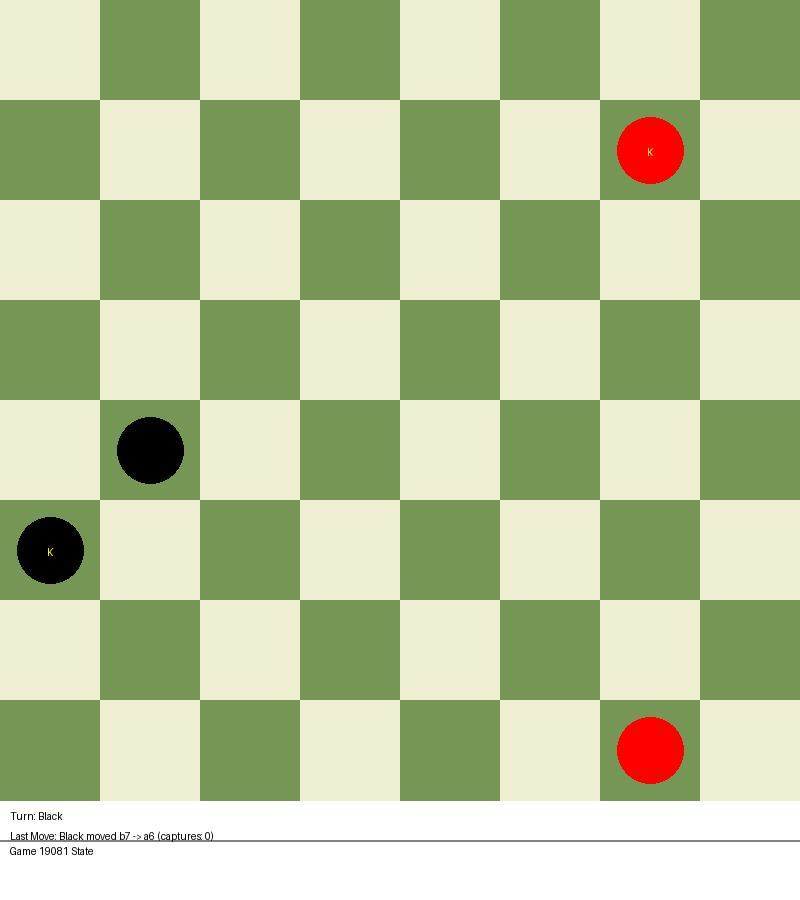 K
K
Turn: Black
Last Move: Black moved b7 -> a6 (captures: 0)
Game 19081 State